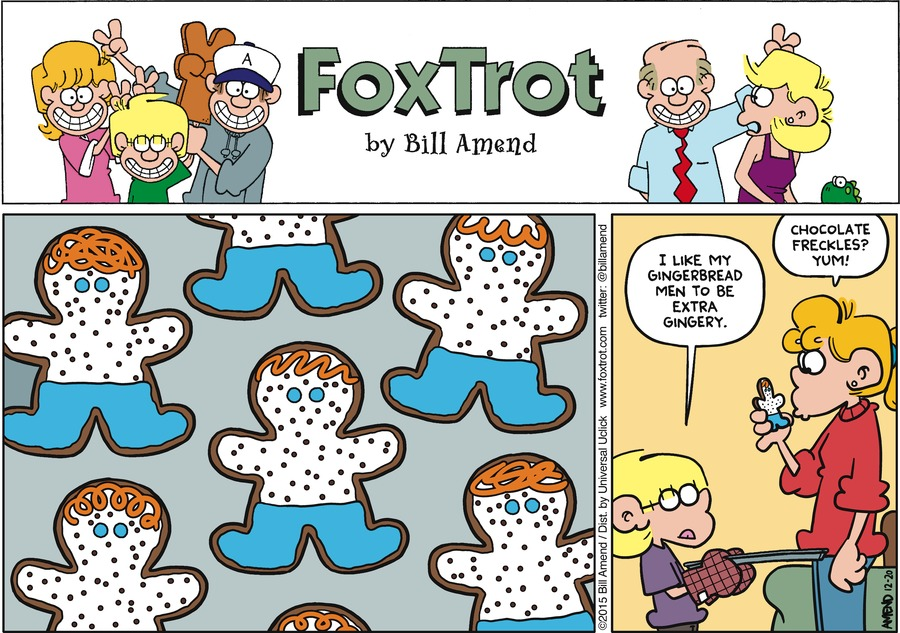 A
FoxTrot
by Bill Amend
©2015 Bill Amend / Dist. by Universal Uclick www.foxtrot.com twitter: @billamend
I LIKE MY
GINGERBREAD
MEN TO BE
EXTRA
GINGERY.
CHOCOLATE
FRECKLES?
YUM!
AMEND 12-20